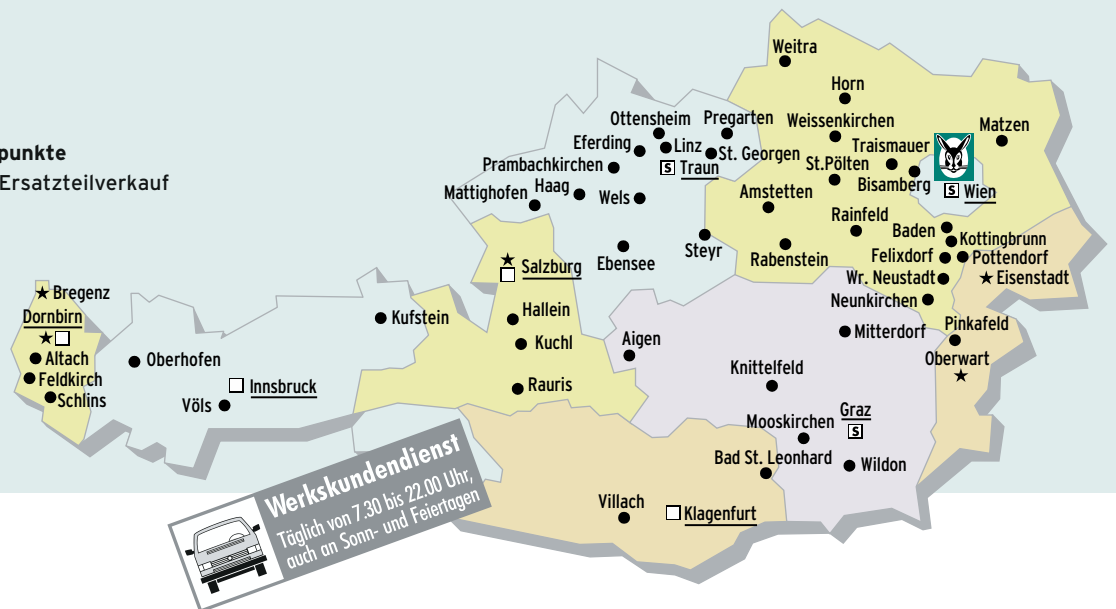 punkte
Ersatzteilverkauf
Weitra
Horn
Ottensheim
Pregarten
Weissenkirchen
Matzen
Eferding
Linz
St. Georgen
Traismauer
Prambachkirchen
S Traun
St.Pölten
Mattighofen
Haag
Wels
Amstetten
Bisamberg
S Wien
Rainfeld
Baden
Steyr
Kottingbrunn
Ebensee
Rabenstein
Felixdorf
Pottendorf
Salzburg
Wr. Neustadt
★ Eisenstadt
★ Bregenz
Neunkirchen
Dornbirn
Hallein
Kufstein
Pinkafeld
Mitterdorf
Kuchl
Aigen
Altach
Oberhofen
Oberwart
Knittelfeld
Feldkirch
Innsbruck
Rauris
Schlins
Völs
Graz
S
Mooskirchen
Bad St. Leonhard
Wildon
Villach
Klagenfurt
Werkskundendienst
Täglich von 7.30 bis 22.00 Uhr,
auch an Sonn- und Feiertagen